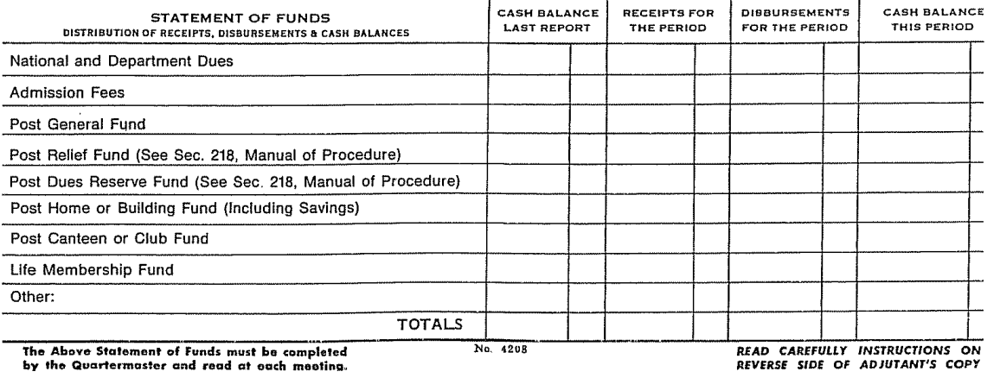 STATEMENT OF FUNDS
DISTRIBUTION OF RECEIPTS, DISBURSEMENTS & CASH BALANCES
CASH BALANCE
LAST REPORT
RECEIPTS FOR
THE PERIOD
DISBURSEMENTS
FOR THE PERIOD
CASH BALANCE
THIS PERIOD
National and Department Dues
Admission Fees
Post General Fund
Post Relief Fund (See Sec. 218, Manual of Procedure)
Post Dues Reserve Fund (See Sec. 218, Manual of Procedure)
Post Home or Building Fund (Including Savings)
Post Canteen or Club Fund
Life Membership Fund
Other:
TOTALS
The Above Statement of Funds must be completed
by the Quartermaster and read at each meeting.
No. 4208
READ CAREFULLY INSTRUCTIONS ON
REVERSE SIDE OF ADJUTANT'S COPY